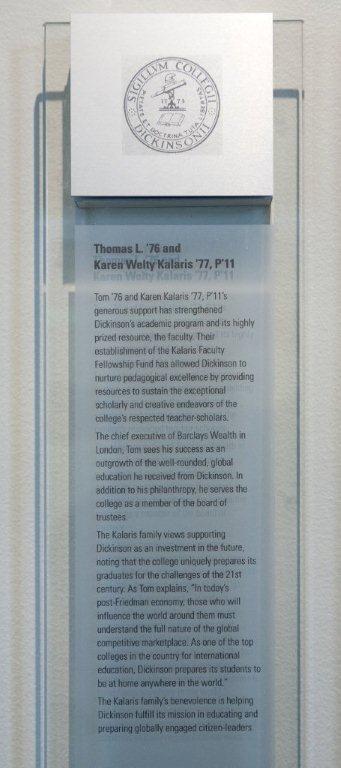 SIGILLVM COLLEGII
DICKINSONII
PIETATE ET DOCTRINA TUTA LIBERTAS
Thomas L. '76 and
Karen Welty Kalaris '77, P'11
Tom '76 and Karen Kalaris '77, P'11's
generous support has strengthened
Dickinson's academic program and its highly
prized resource, the faculty. Their
establishment of the Kalaris Faculty
Fellowship Fund has allowed Dickinson to
nurture pedagogical excellence by providing
resources to sustain the exceptional
scholarly and creative endeavors of the
college's respected teacher-scholars.
The chief executive of Barclays Wealth in
London, Tom sees his success as an
outgrowth of the well-rounded, global
education he received from Dickinson. In
addition to his philanthropy, he serves the
college as a member of the board of
trustees.
The Kalaris family views supporting
Dickinson as an investment in the future,
noting that the college uniquely prepares its
graduates for the challenges of the 21st
century. As Tom explains, "In today's
post-Friedman economy, those who will
influence the world around them must
understand the full nature of the global
competitive marketplace. As one of the top
colleges in the country for international
education, Dickinson prepares its students to
be at home anywhere in the world."
The Kalaris family's benevolence is helping
Dickinson fulfill its mission in educating and
preparing globally engaged citizen-leaders.